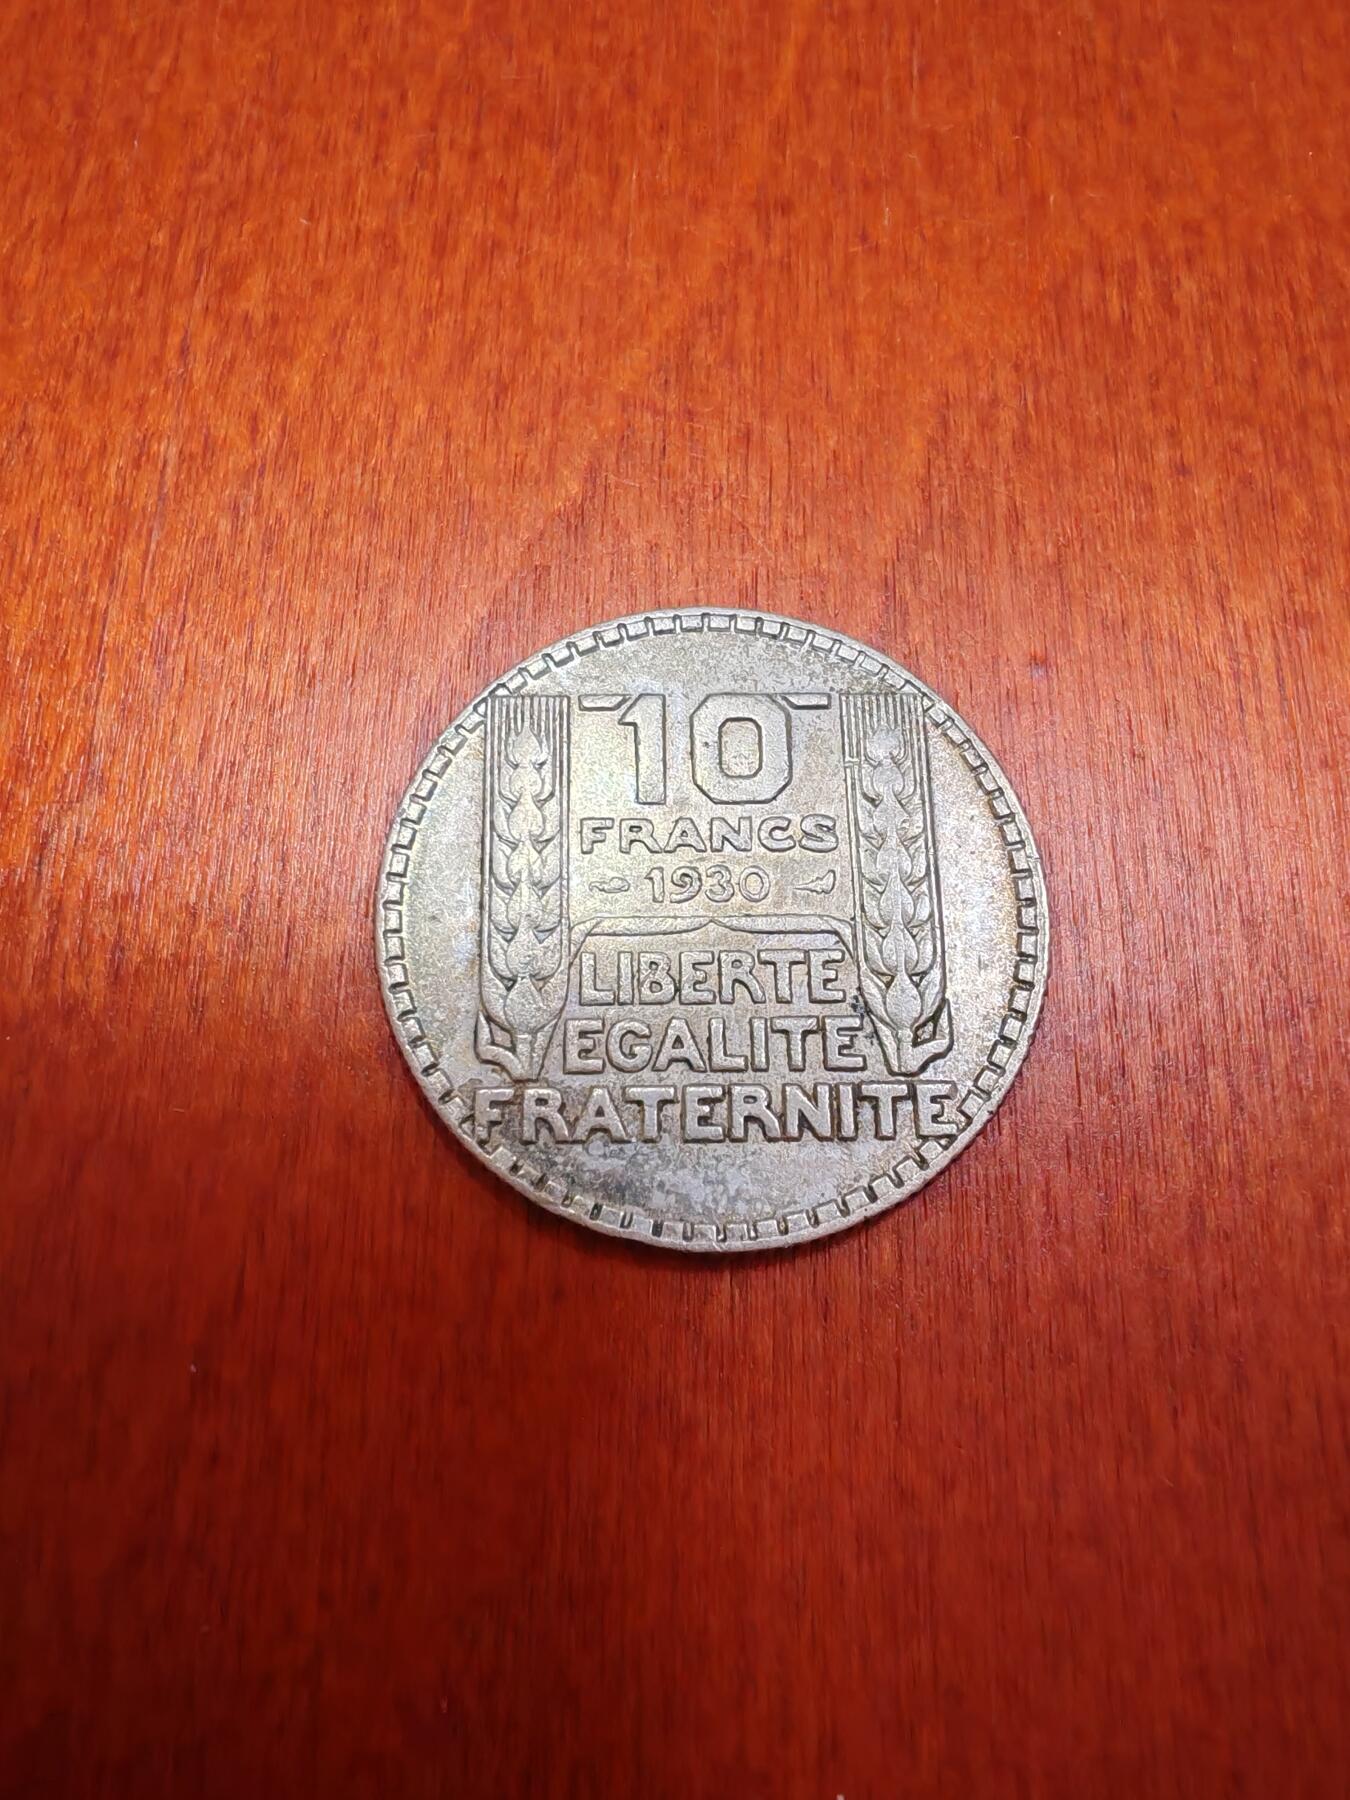 10
FRANCS
1930
LIBERTE
EGALITE
FRATERNITE